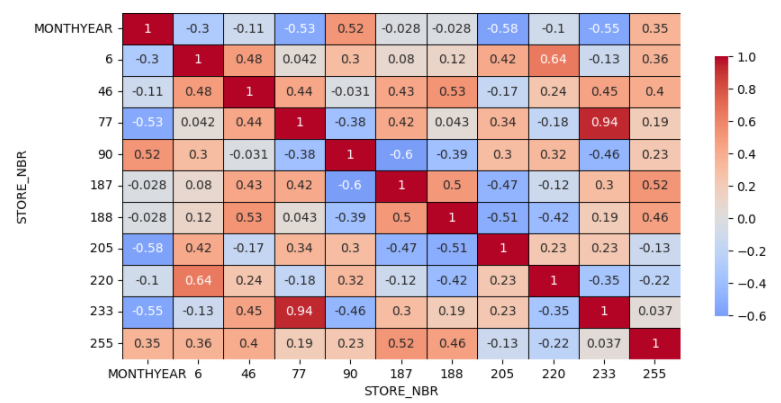 MONTHYEAR 1 -0.3 -0.11 -0.53 0.52 -0.028 -0.028 -0.58 -0.1 -0.55 0.35
6 -0.3 1 0.48 0.042 0.3 0.08 0.12 0.42 0.64 -0.13 0.36
46 -0.11 0.48 1 0.44 -0.031 0.43 0.53 -0.17 0.24 0.45 0.4
77 -0.53 0.042 0.44 1 -0.38 0.42 0.043 0.34 -0.18 0.94 0.19
90 0.52 0.3 -0.031 -0.38 1 -0.6 -0.39 0.3 0.32 -0.46 0.23
187 -0.028 0.08 0.43 0.42 -0.6 1 0.5 -0.47 -0.12 0.3 0.52
188 -0.028 0.12 0.53 0.043 -0.39 0.5 1 -0.51 -0.42 0.19 0.46
205 -0.58 0.42 -0.17 0.34 0.3 -0.47 -0.51 1 0.23 0.23 -0.13
220 -0.1 0.64 0.24 -0.18 0.32 -0.12 -0.42 0.23 1 -0.35 -0.22
233 -0.55 -0.13 0.45 0.94 -0.46 0.3 0.19 0.23 -0.35 1 0.037
255 0.35 0.36 0.4 0.19 0.23 0.52 0.46 -0.13 -0.22 0.037 1
MONTHYEAR 6 46 77 90 187 188 205 220 233 255
STORE_NBR
STORE_NBR
1.0
0.8
0.6
0.4
0.2
0.0
−0.2
−0.4
−0.6